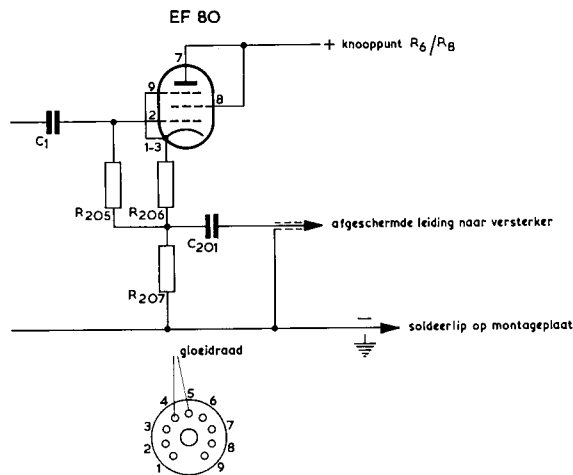 EF 80
7
+ knooppunt R6/R8
9
8
2
C1
1-3
R205
R206
C201
afgeschermde leiding naar versterker
R207
−
soldeerlip op montageplaat
gloeidraad
5
4
6
3
7
2
8
1
9